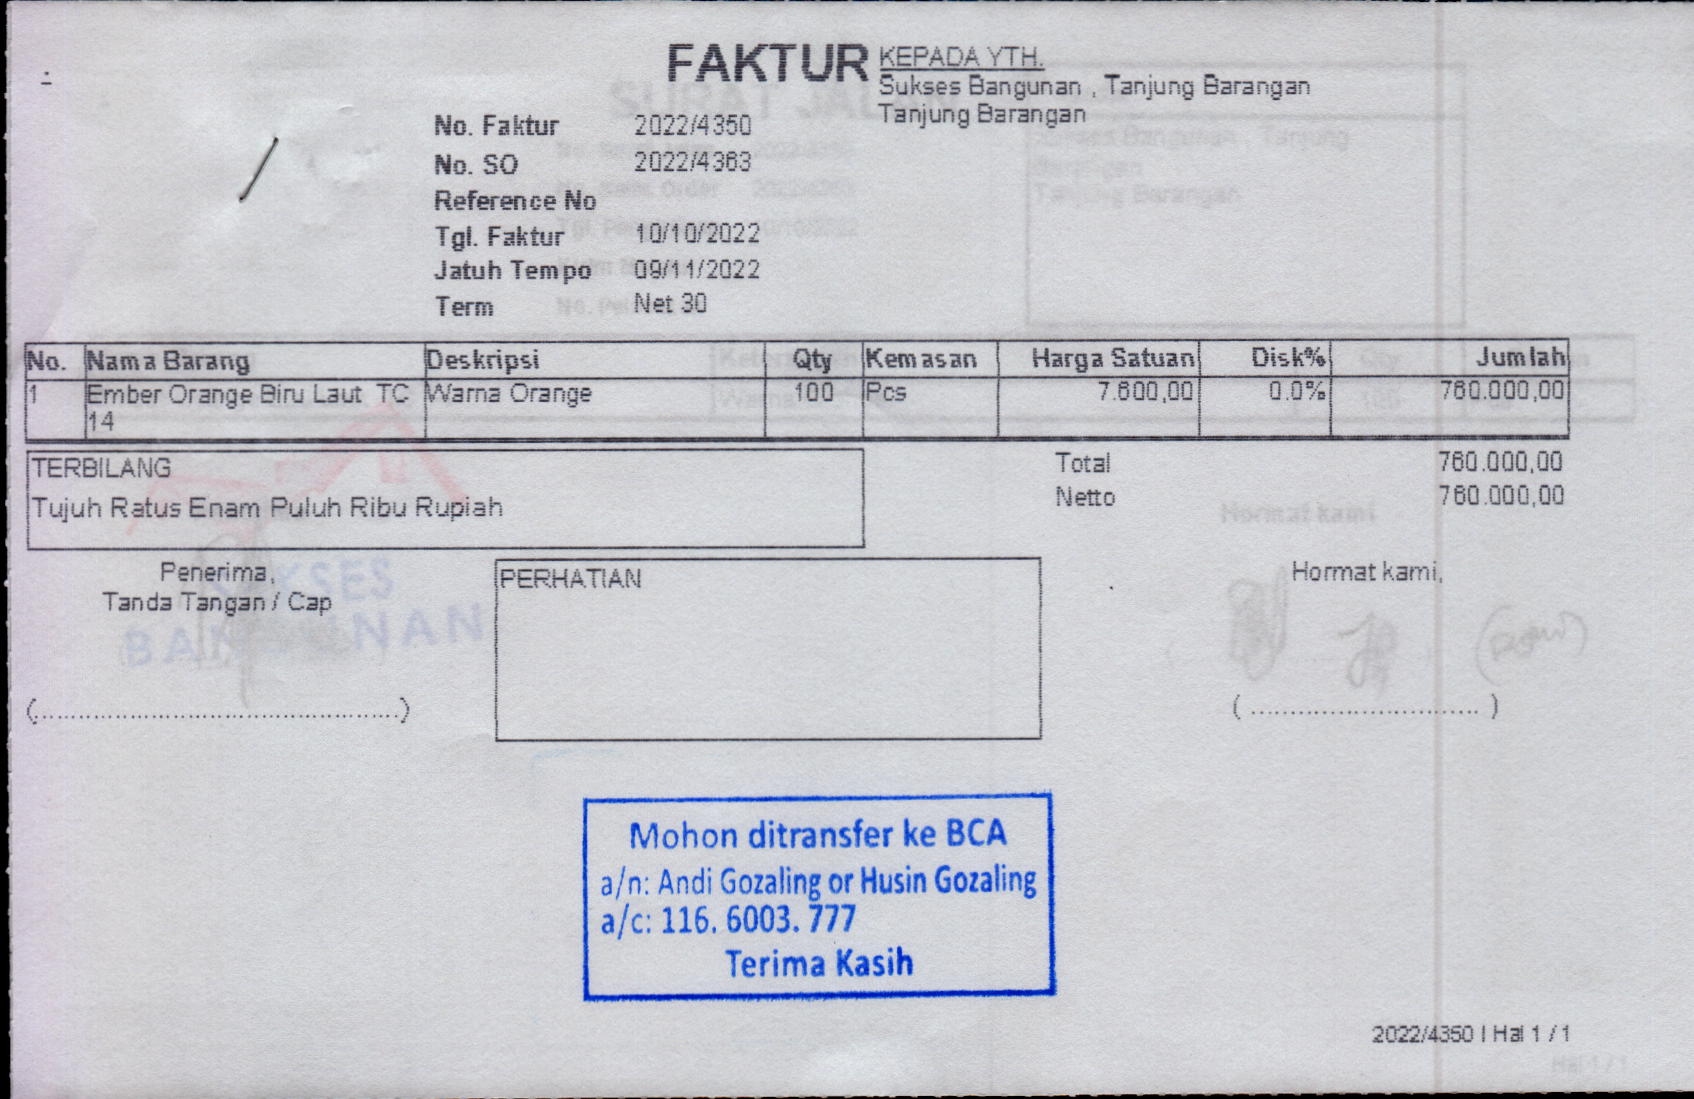 FAKTUR
KEPADA YTH.
Sukses Bangunan , Tanjung Barangan
Tanjung Barangan
No. Faktur 2022/4350
No. SO 2022/4363
Reference No
Tgl. Faktur 10/10/2022
Jatuh Tempo 09/11/2022
Term Net 30
No. Nama Barang Deskripsi Qty Kemasan Harga Satuan Disk% Jumlah
1 Ember Orange Biru Laut TC Warna Orange 100 Pcs 7.600,00 0.0% 760.000,00
14
TERBILANG
Tujuh Ratus Enam Puluh Ribu Rupiah
Total 760.000,00
Netto 760.000,00
Penerima,
Tanda Tangan / Cap
PERHATIAN
Hormat kami,
(................................................)
( ............................. )
Mohon ditransfer ke BCA
a/n: Andi Gozaling or Husin Gozaling
a/c: 116. 6003. 777
Terima Kasih
2022/4350 | Hal 1 / 1